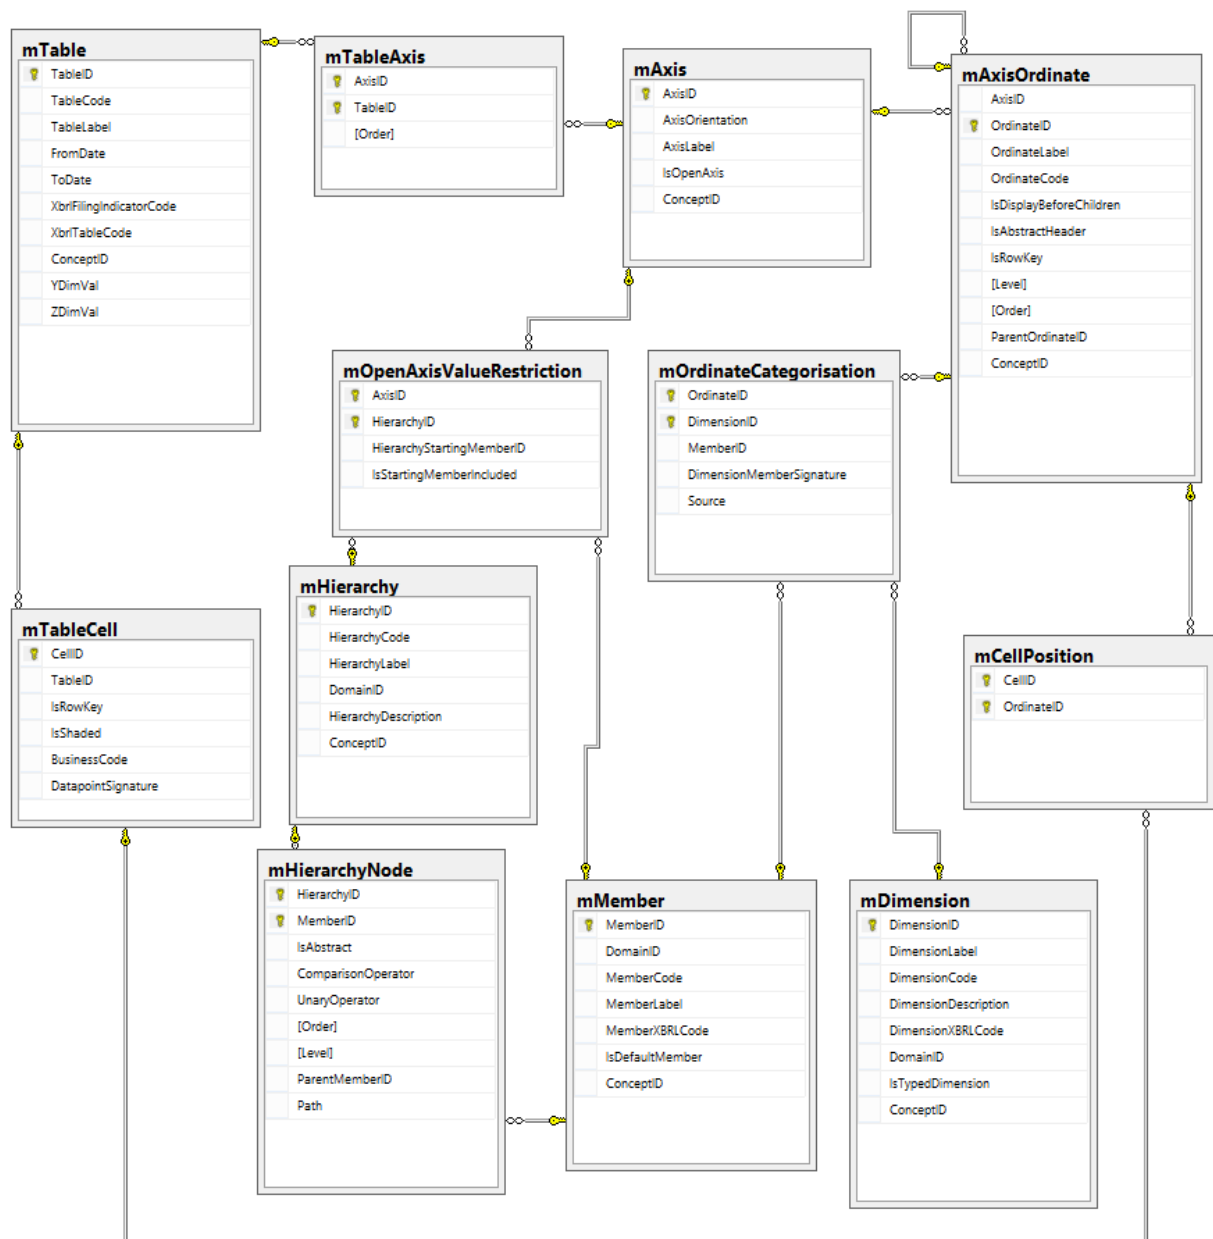 mTable
TableID
TableCode
TableLabel
FromDate
ToDate
XbrlFilingIndicatorCode
XbrlTableCode
ConceptID
YDimVal
ZDimVal
mTableAxis
AxisID
TableID
[Order]
mAxis
AxisID
AxisOrientation
AxisLabel
IsOpenAxis
ConceptID
mAxisOrdinate
AxisID
OrdinateID
OrdinateLabel
OrdinateCode
IsDisplayBeforeChildren
IsAbstractHeader
IsRowKey
[Level]
[Order]
ParentOrdinateID
ConceptID
mOpenAxisValueRestriction
AxisID
HierarchyID
HierarchyStartingMemberID
IsStartingMemberIncluded
mOrdinateCategorisation
OrdinateID
DimensionID
MemberID
DimensionMemberSignature
Source
mHierarchy
HierarchyID
HierarchyCode
HierarchyLabel
DomainID
HierarchyDescription
ConceptID
mTableCell
CellID
TableID
IsRowKey
IsShaded
BusinessCode
DatapointSignature
mCellPosition
CellID
OrdinateID
mHierarchyNode
HierarchyID
MemberID
IsAbstract
ComparisonOperator
UnaryOperator
[Order]
[Level]
ParentMemberID
Path
mMember
MemberID
DomainID
MemberCode
MemberLabel
MemberXBRLCode
IsDefaultMember
ConceptID
mDimension
DimensionID
DimensionLabel
DimensionCode
DimensionDescription
DimensionXBRLCode
DomainID
IsTypedDimension
ConceptID